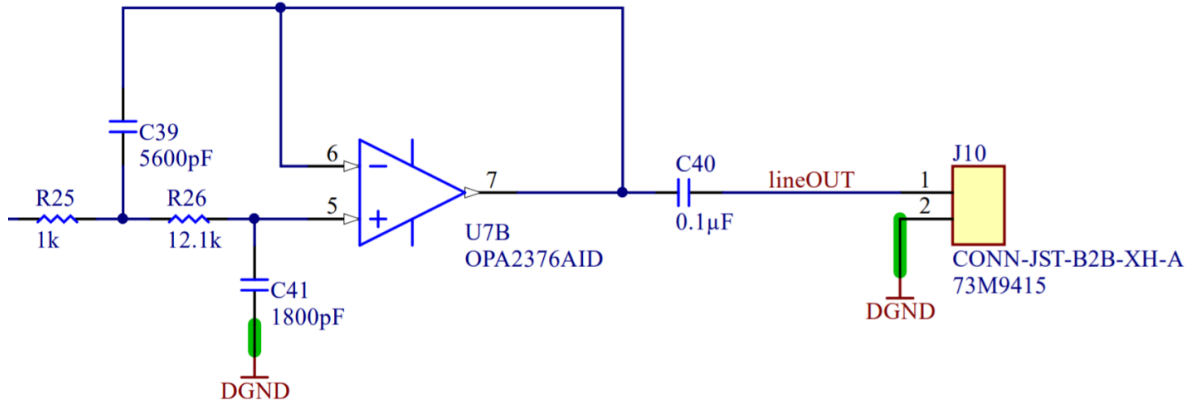 C39
5600pF
R25
1k
R26
12.1k
6
5
7
U7B
OPA2376AID
C41
1800pF
DGND
C40
0.1µF
lineOUT
J10
1
2
CONN-JST-B2B-XH-A
73M9415
DGND